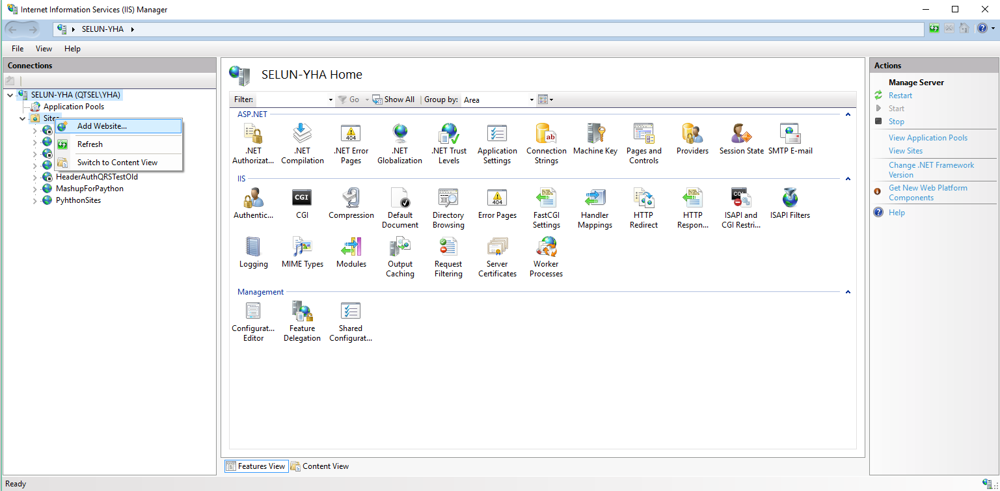 Internet Information Services (IIS) Manager
SELUN-YHA
File View Help
Connections
SELUN-YHA (QTSEL\YHA)
Application Pools
Sites
Add Website...
Refresh
Switch to Content View
HeaderAuthQRSTestOld
MashupForPaython
PyhthonSites
SELUN-YHA Home
Filter: Go Show All Group by: Area
ASP.NET
.NET Authorizat...
.NET Compilation
.NET Error Pages
.NET Globalization
.NET Trust Levels
Application Settings
Connection Strings
Machine Key
Pages and Controls
Providers
Session State
SMTP E-mail
IIS
Authentic...
CGI
Compression
Default Document
Directory Browsing
Error Pages
FastCGI Settings
Handler Mappings
HTTP Redirect
HTTP Respon...
ISAPI and CGI Restri...
ISAPI Filters
Logging
MIME Types
Modules
Output Caching
Request Filtering
Server Certificates
Worker Processes
Management
Configurat... Editor
Feature Delegation
Shared Configurat...
Features View Content View
Actions
Manage Server
Restart
Start
Stop
View Application Pools
View Sites
Change .NET Framework
Version
Get New Web Platform
Components
Help
Ready